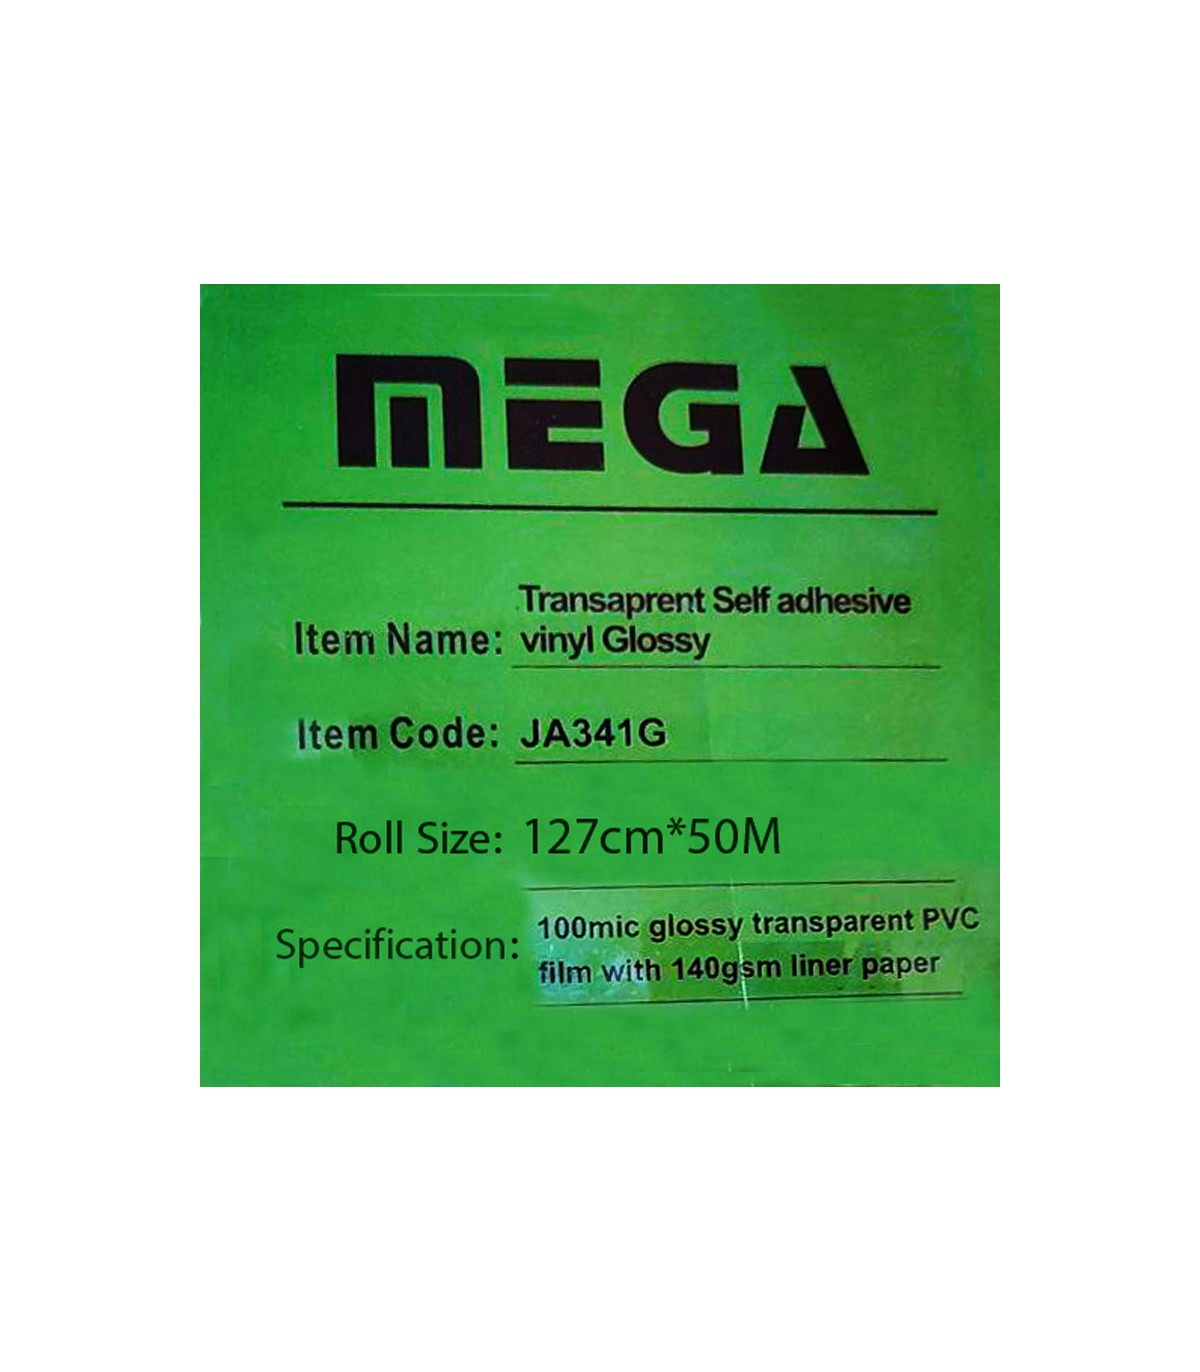 MEGA
Transaprent Self adhesive
Item Name: vinyl Glossy
Item Code: JA341G
Roll Size: 127cm*50M
Specification: 100mic glossy transparent PVC
film with 140gsm liner paper